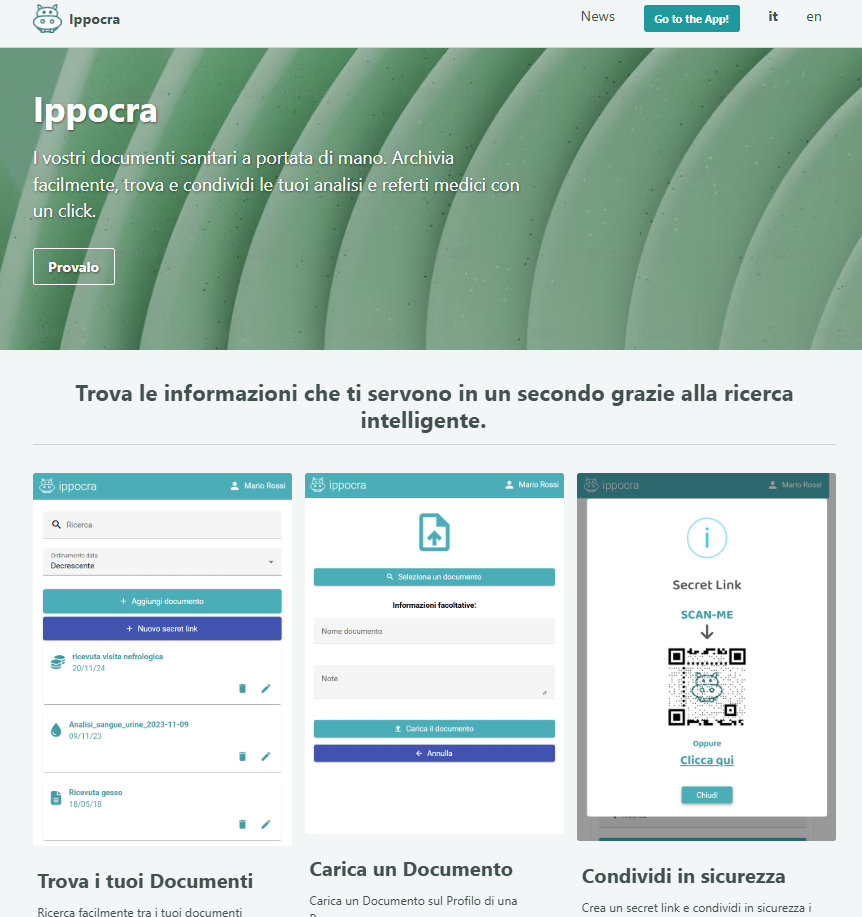 Ippocra
News
Go to the App!
it
en
Ippocra
I vostri documenti sanitari a portata di mano. Archivia
facilmente, trova e condividi le tuoi analisi e referti medici con
un click.
Provalo
Trova le informazioni che ti servono in un secondo grazie alla ricerca
intelligente.
ippocra
Mario Rossi
Ricerca
Ordinamento data
Decrescente
+ Aggiungi documento
+ Nuovo secret link
ricevuta visita nefrologica
20/11/24
Analisi_sangue_urine_2023-11-09
09/11/23
Ricevuta gesso
18/05/18
Trova i tuoi Documenti
Ricerca facilmente tra i tuoi documenti
ippocra
Mario Rossi
Seleziona un documento
Informazioni facoltative:
Nome documento
Note
Carica il documento
Annulla
Carica un Documento
Carica un Documento sul Profilo di una
ippocra
Mario Rossi
Secret Link
SCAN-ME
Oppure
Clicca qui
Chiudi
Condividi in sicurezza
Crea un secret link e condividi in sicurezza i